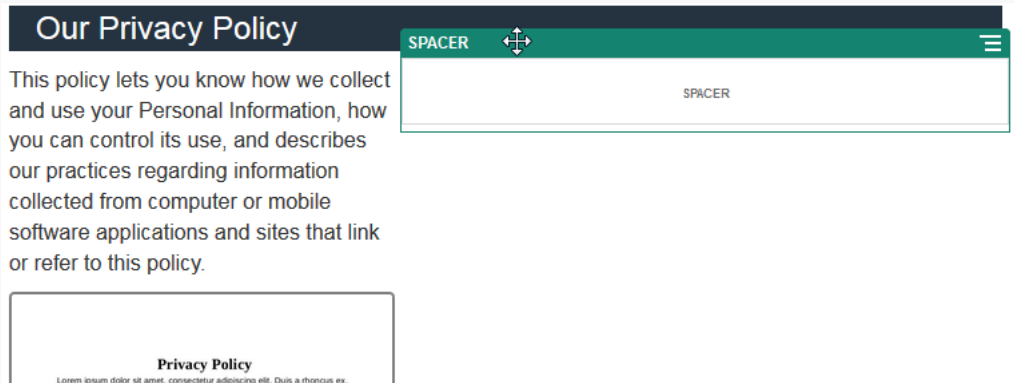 Our Privacy Policy
SPACER
SPACER
This policy lets you know how we collect
and use your Personal Information, how
you can control its use, and describes
our practices regarding information
collected from computer or mobile
software applications and sites that link
or refer to this policy.
Privacy Policy
Lorem ipsum dolor sit amet, consectetur adipiscing elit. Duis a rhoncus ex,